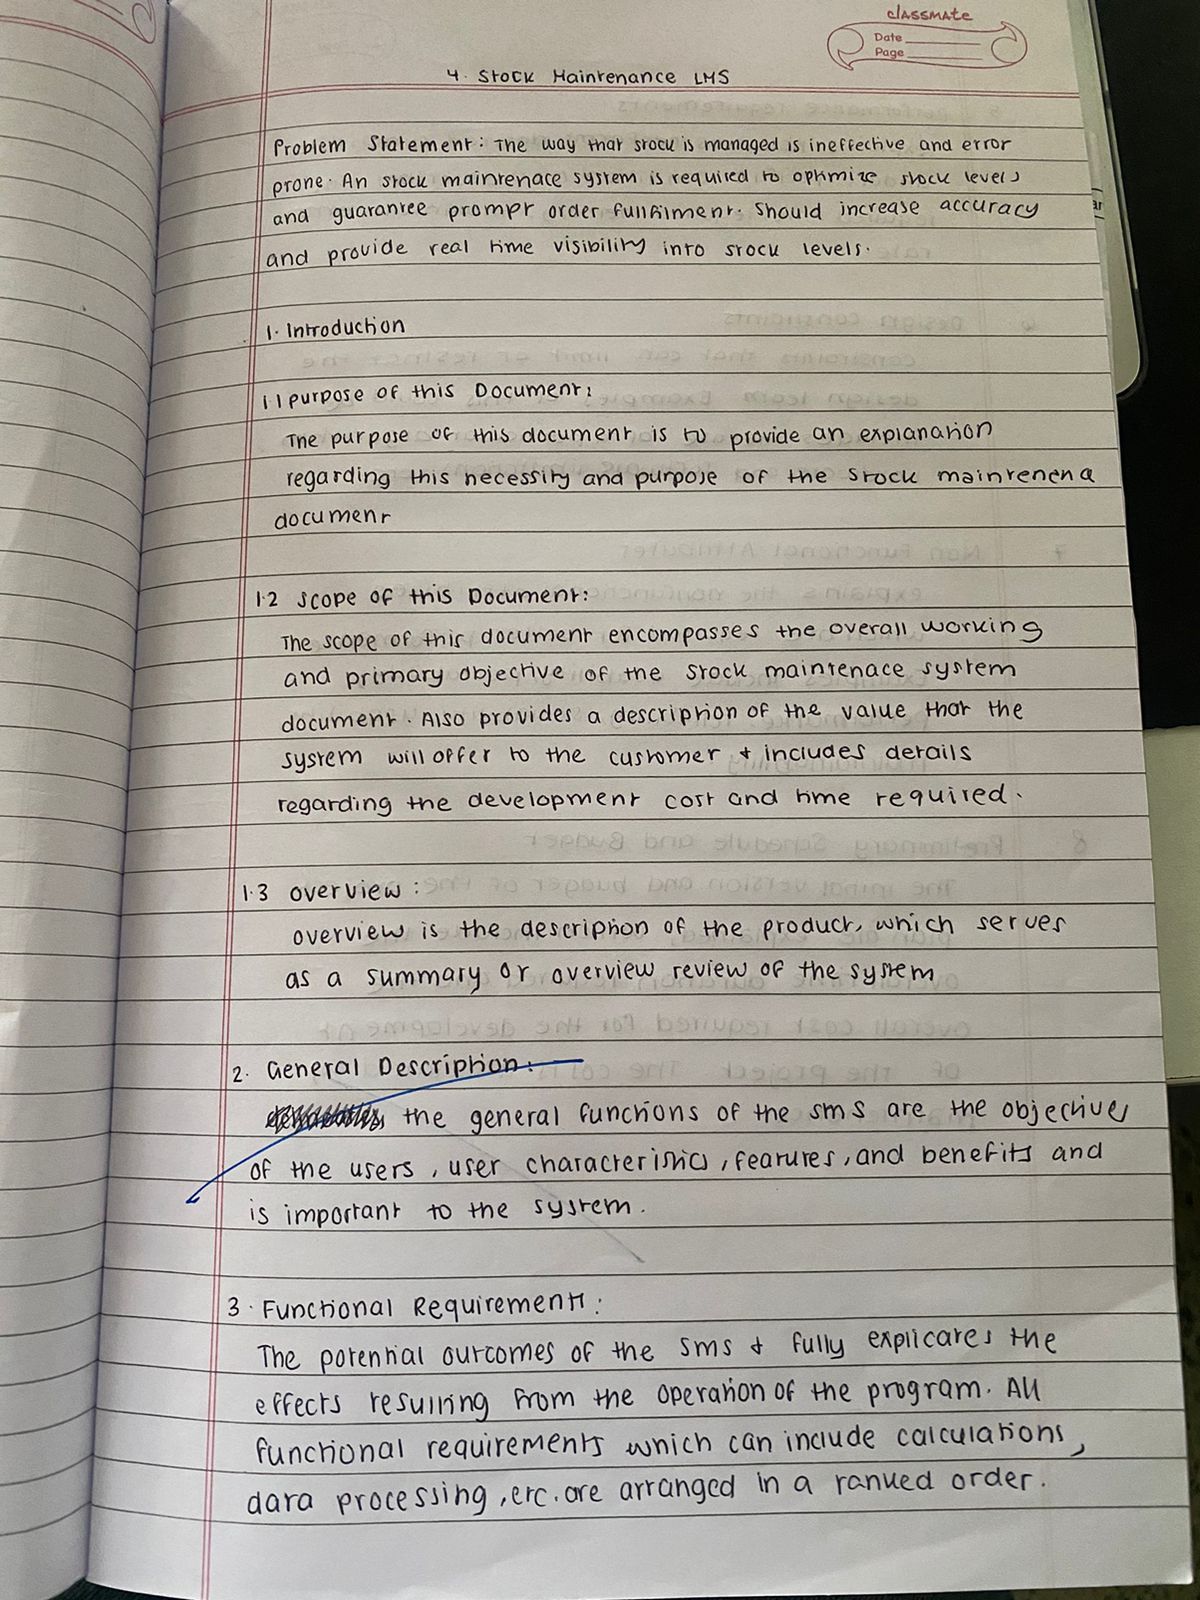 classmate
Date
Page
4. Stock Maintenance LMS
Problem Statement: The way that stock is managed is ineffective and error
prone. An stock maintenace system is required to optimize stock levels
and guarantee prompt order fullfilment. Should increase accuracy
and provide real time visibility into stock levels.
1. Introduction
1.1 purpose of this Document:
The purpose of this document is to provide an explanation
regarding this necessity and purpose of the Stock maintenena
document
1.2 Scope of this Document:
The scope of this document encompasses the overall working
and primary objective of the stock maintenace system
document. Also provides a description of the value that the
system will offer to the customer & includes details
regarding the development cost and time required.
1.3 overview:
overview is the description of the product, which serves
as a summary or overview review of the system
2. General Description:
the general functions of the sms are the objectives
of the users, user characteristics, features, and benefits and
is important to the system.
3. Functional Requirements:
The potential outcomes of the sms & fully explicates the
effects resulting from the operation of the program. All
functional requirements which can include calculations,
data processing, etc. are arranged in a ranked order.